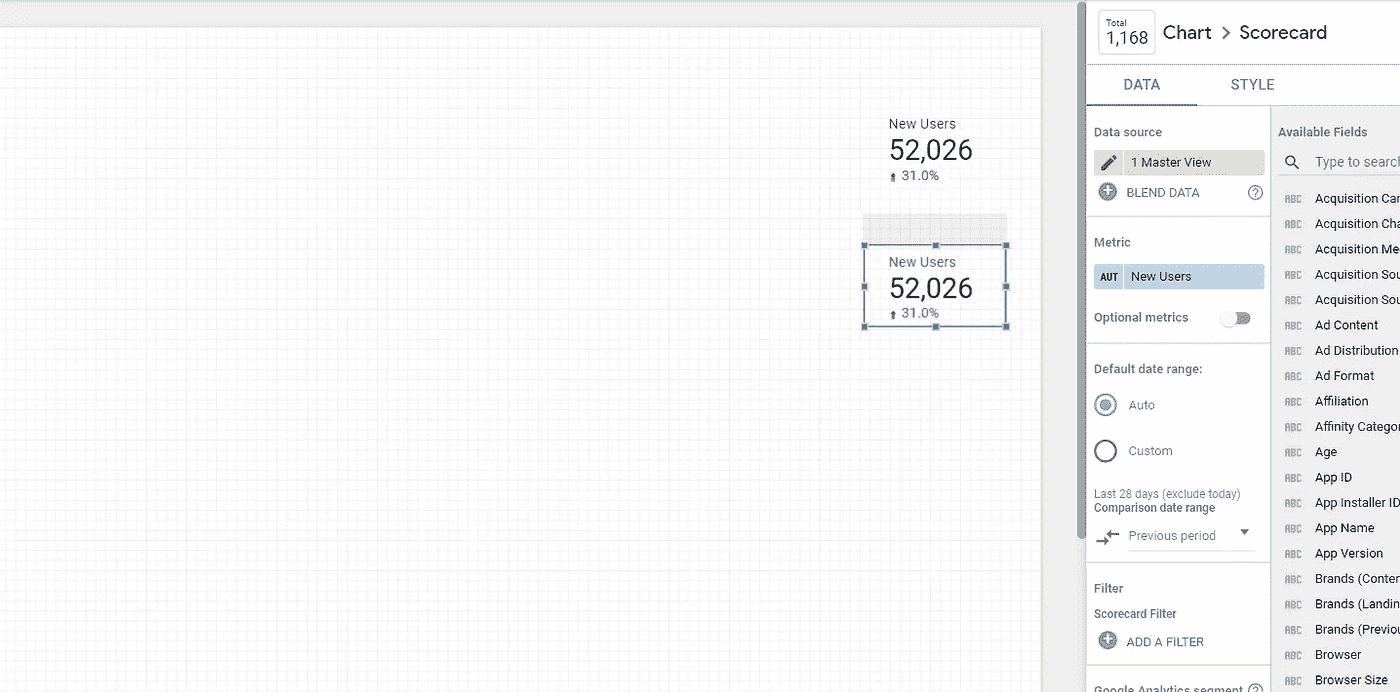 New Users
52,026
31.0%
New Users
52,026
31.0%
Total
1,168
Chart > Scorecard
DATA STYLE
Data source
1 Master View
BLEND DATA
Metric
AUT New Users
Optional metrics
Default date range:
Auto
Custom
Last 28 days (exclude today)
Comparison date range
Previous period
Filter
Scorecard Filter
ADD A FILTER
Google Analytics segment
Available Fields
Type to search
ABC Acquisition Car
ABC Acquisition Cha
ABC Acquisition Me
ABC Acquisition Sou
ABC Acquisition Sou
ABC Ad Content
ABC Ad Distribution
ABC Ad Format
ABC Affiliation
ABC Affinity Categor
ABC Age
ABC App ID
ABC App Installer ID
ABC App Name
ABC App Version
ABC Brands (Conter
ABC Brands (Landin
ABC Brands (Previou
ABC Browser
ABC Browser Size